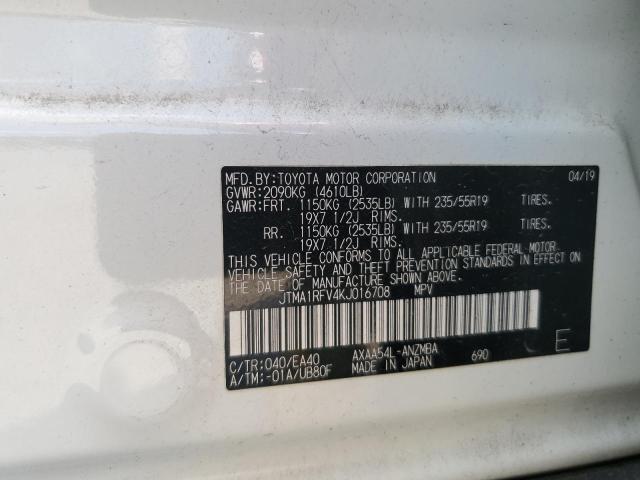 MFD.BY:TOYOTA MOTOR CORPORATION 04/19
GVWR:2090KG (4610LB)
GAWR:FRT. 1150KG (2535LB) WITH 235/55R19 TIRES.
19X7 1/2J RIMS.
RR. 1150KG (2535LB) WITH 235/55R19 TIRES.
19X7 1/2J RIMS.
THIS VEHICLE CONFORMS TO ALL APPLICABLE FEDERAL MOTOR
VEHICLE SAFETY AND THEFT PREVENTION STANDARDS IN EFFECT ON
THE DATE OF MANUFACTURE SHOWN ABOVE.
JTMA1RFV4KJ016708 MPV
C/TR:040/EA40 AXAA54L-ANZMBA 690 E
A/TM:-01A/UB80F MADE IN JAPAN